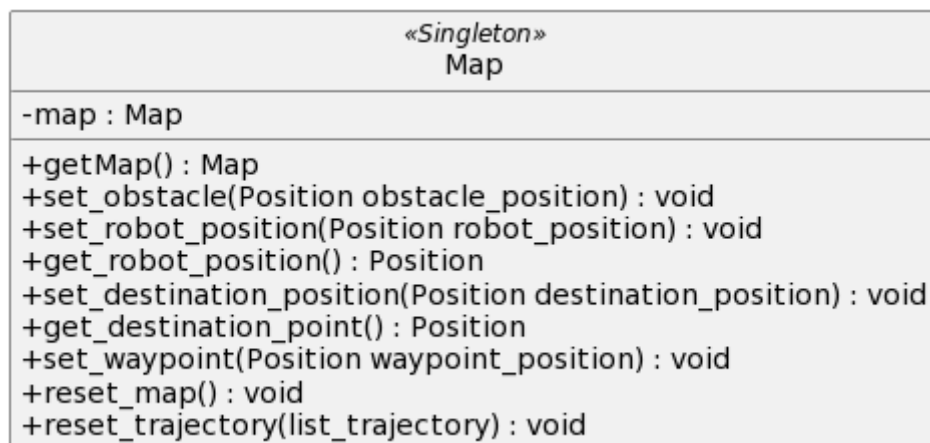 «Singleton»
Map
-map : Map
+getMap() : Map
+set_obstacle(Position obstacle_position) : void
+set_robot_position(Position robot_position) : void
+get_robot_position() : Position
+set_destination_position(Position destination_position) : void
+get_destination_point() : Position
+set_waypoint(Position waypoint_position) : void
+reset_map() : void
+reset_trajectory(list_trajectory) : void